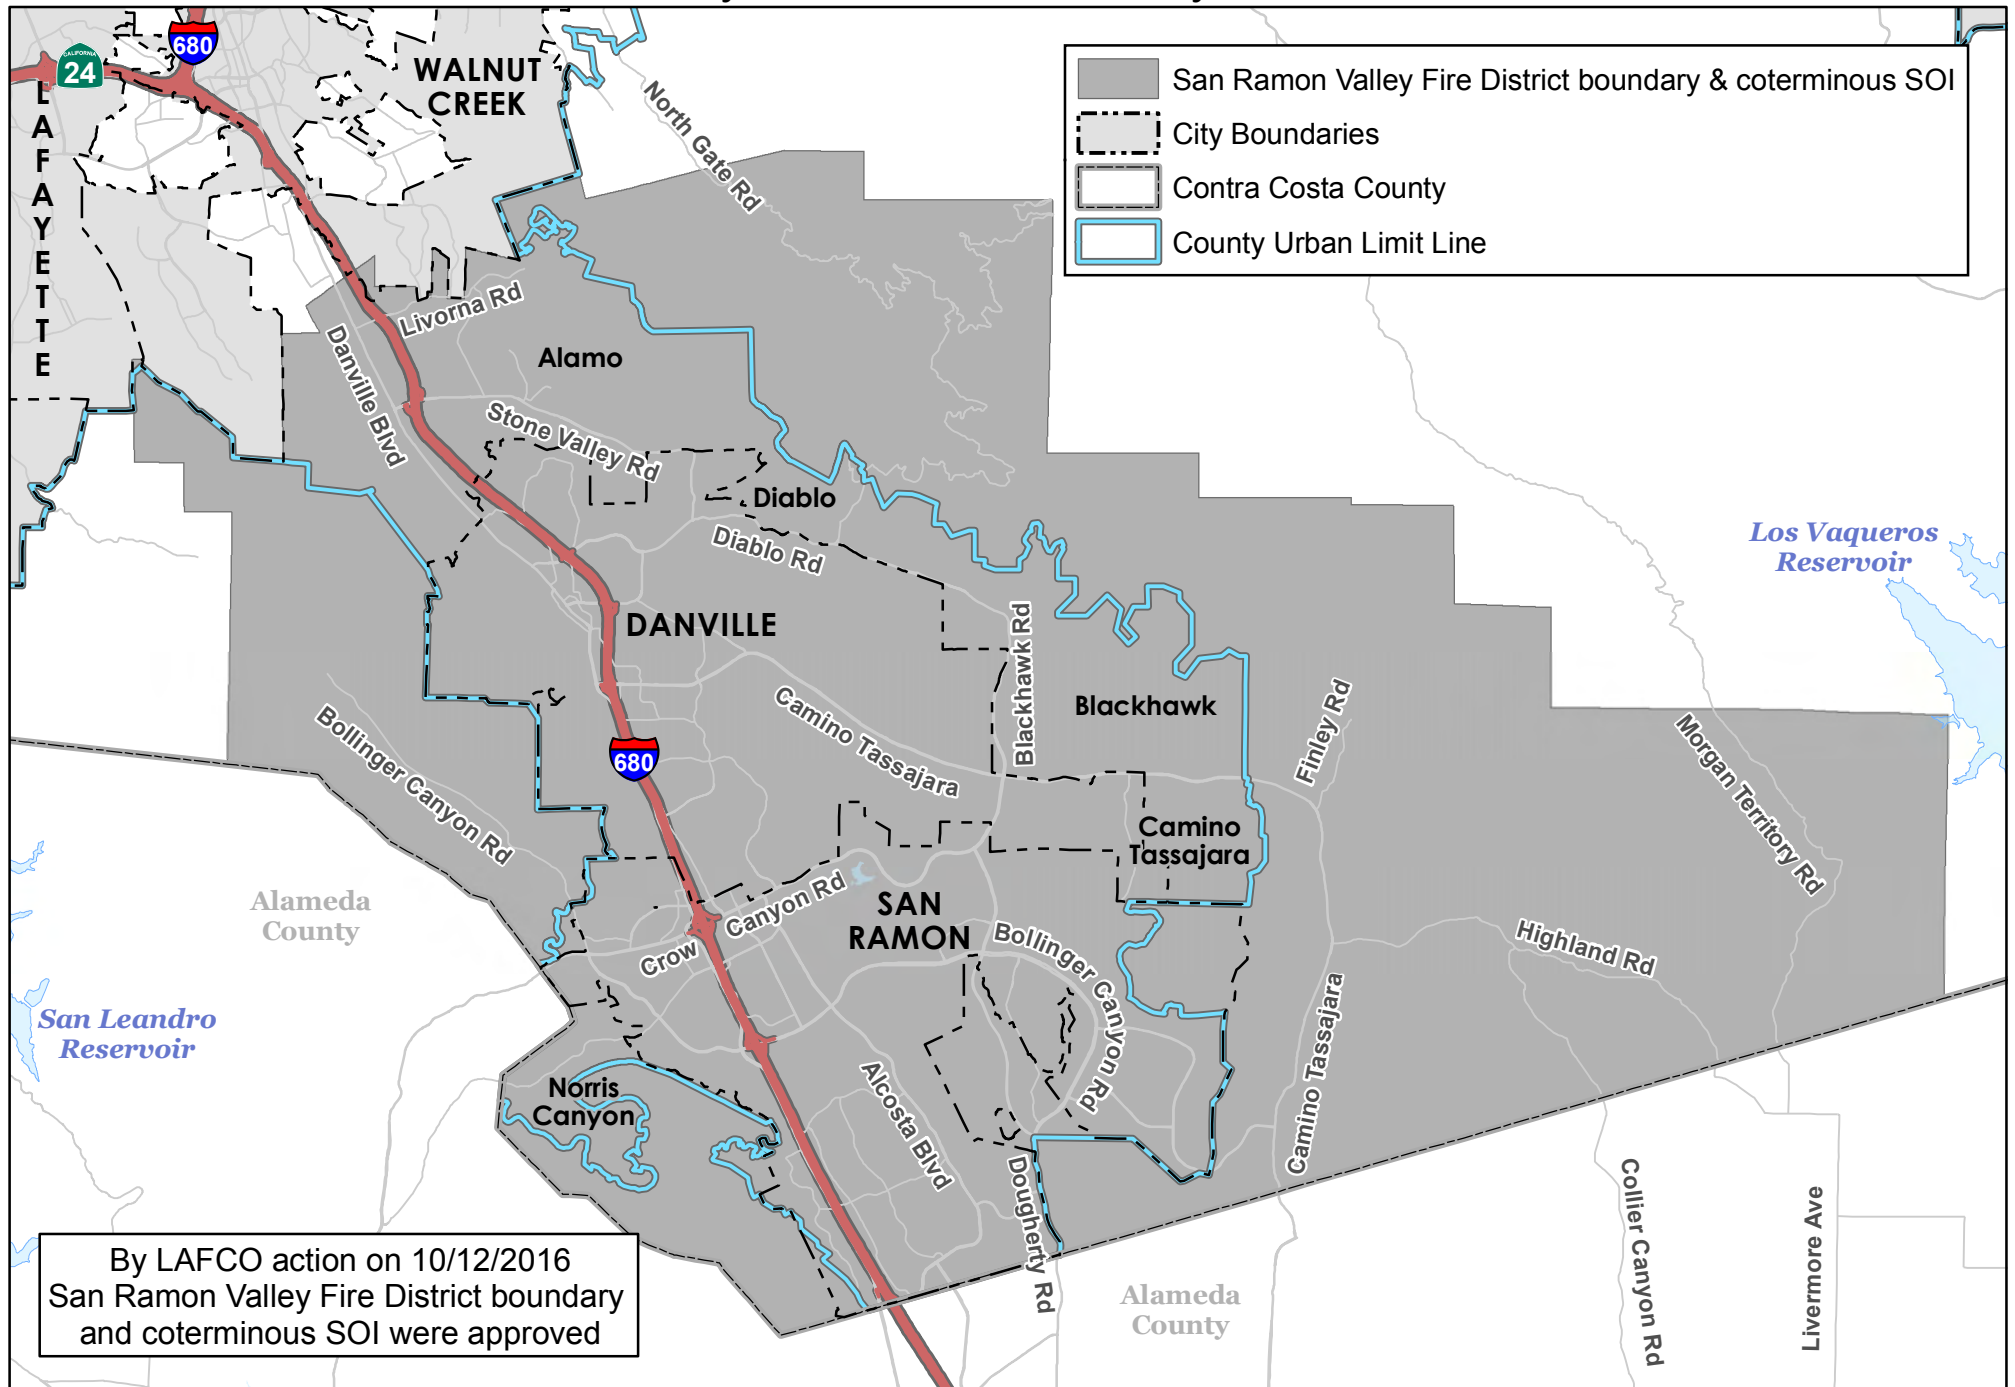 680
CALIFORNIA
24
WALNUT
CREEK
LAFAYETTE
North Gate Rd
San Ramon Valley Fire District boundary & coterminous SOI
City Boundaries
Contra Costa County
County Urban Limit Line
Livorna Rd
Alamo
Danville Blvd
Stone Valley Rd
Diablo
Diablo Rd
Los Vaqueros
Reservoir
DANVILLE
Blackhawk Rd
Blackhawk
Camino Tassajara
Finley Rd
Morgan Territory Rd
680
Bollinger Canyon Rd
Camino
Tassajara
Alameda
County
Crow Canyon Rd
SAN
RAMON
Bollinger Canyon Rd
Highland Rd
San Leandro
Reservoir
Norris
Canyon
Alcosta Blvd
Camino Tassajara
Dougherty Rd
Collier Canyon Rd
Livermore Ave
Alameda
County
By LAFCO action on 10/12/2016
San Ramon Valley Fire District boundary
and coterminous SOI were approved